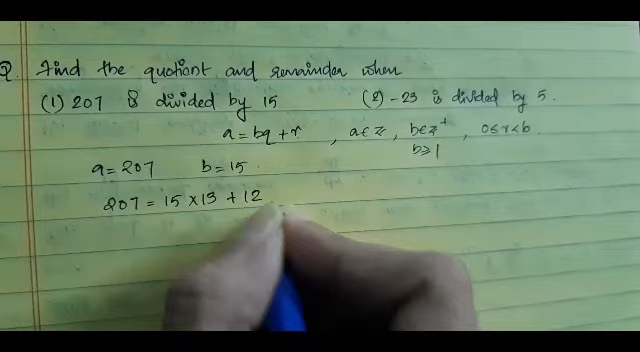 Q. Find the quotient and remainder when
(1) 207 is divided by 15 (2) -23 is divided by 5.
a = bq + r , a ∈ Z, b ∈ Z⁺, 0 ≤ r < b.
b ≥ 1
a = 207 b = 15.
207 = 15 × 13 + 12